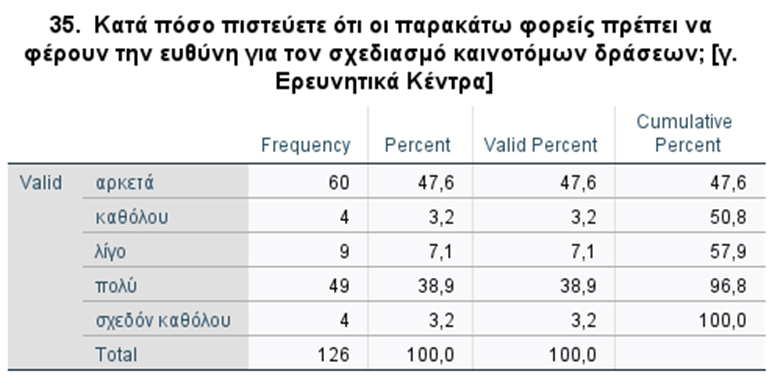 35. Κατά πόσο πιστεύετε ότι οι παρακάτω φορείς πρέπει να
φέρουν την ευθύνη για τον σχεδιασμό καινοτόμων δράσεων; [γ.
Ερευνητικά Κέντρα]
Frequency Percent Valid Percent Cumulative Percent
Valid αρκετά 60 47,6 47,6 47,6
καθόλου 4 3,2 3,2 50,8
λίγο 9 7,1 7,1 57,9
πολύ 49 38,9 38,9 96,8
σχεδόν καθόλου 4 3,2 3,2 100,0
Total 126 100,0 100,0